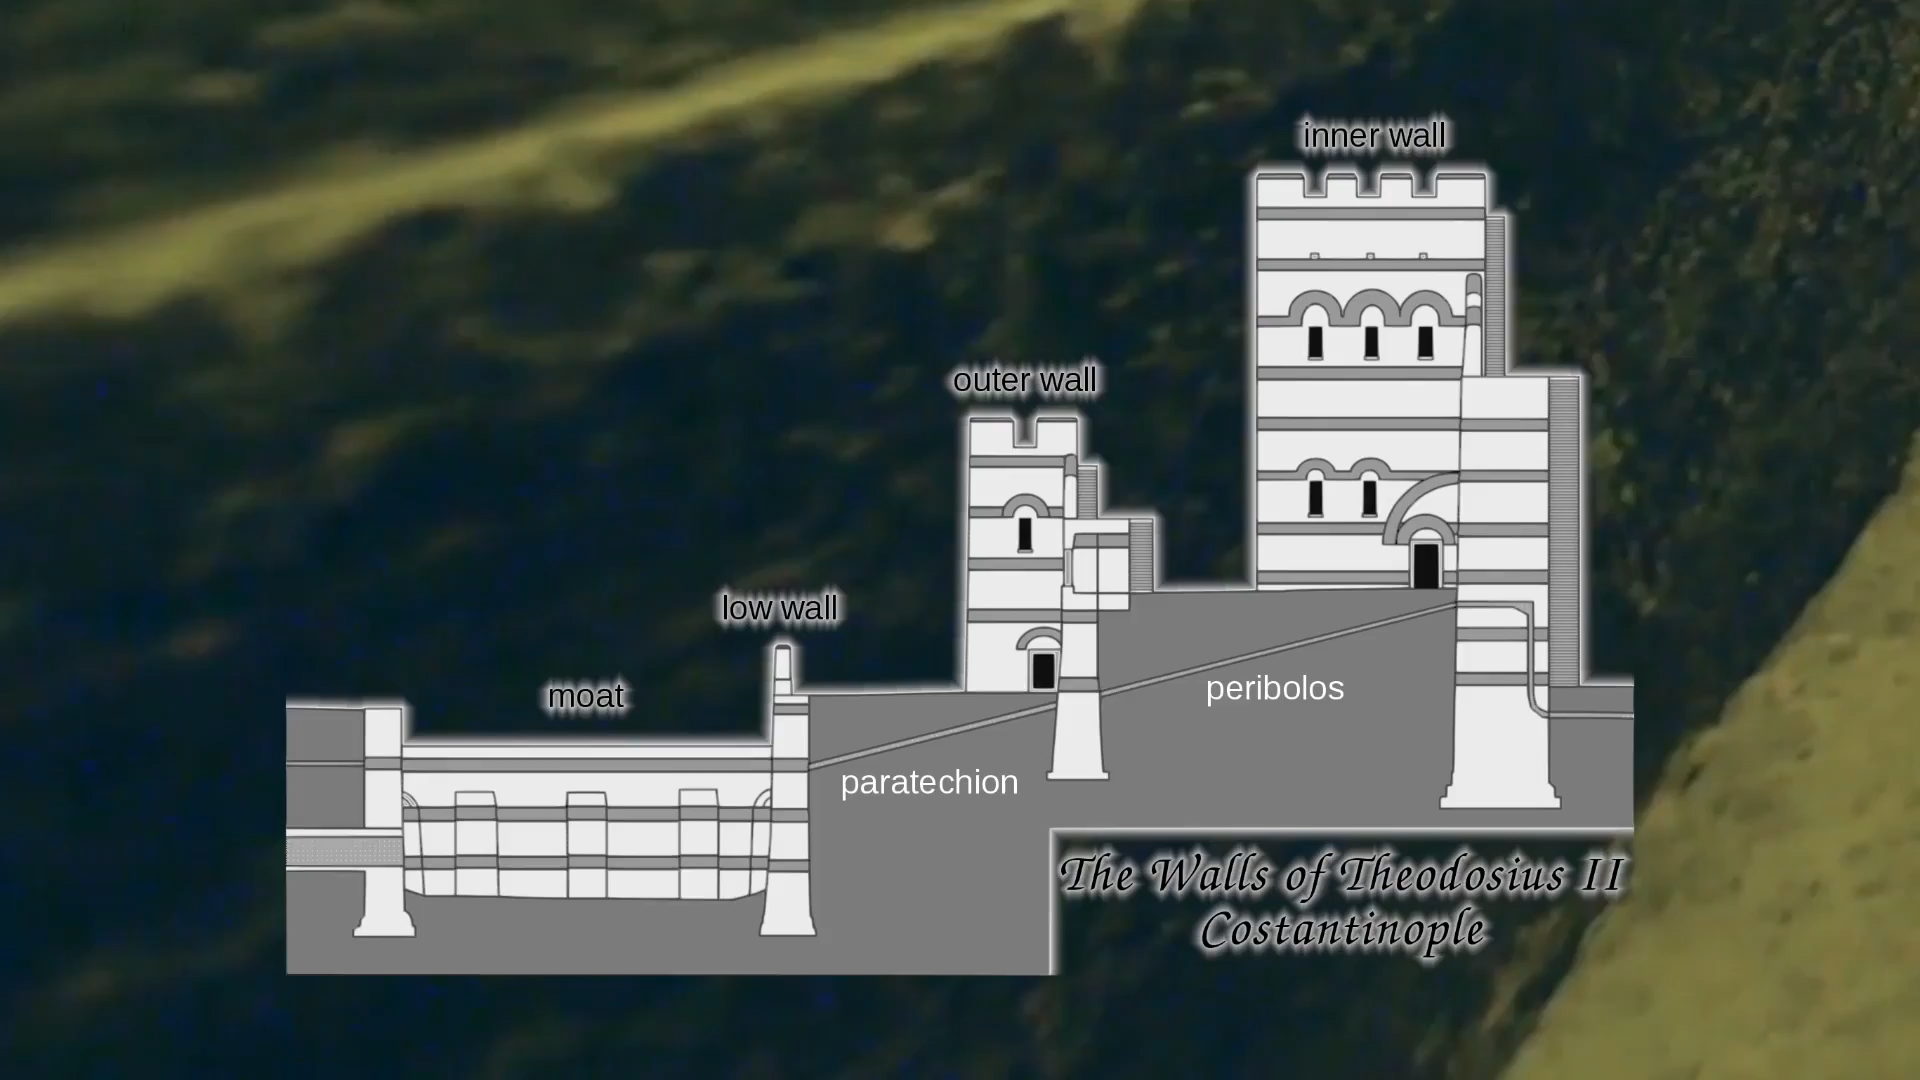 inner wall
outer wall
low wall
moat
peribolos
paratechion
The Walls of Theodosius II
Costantinople